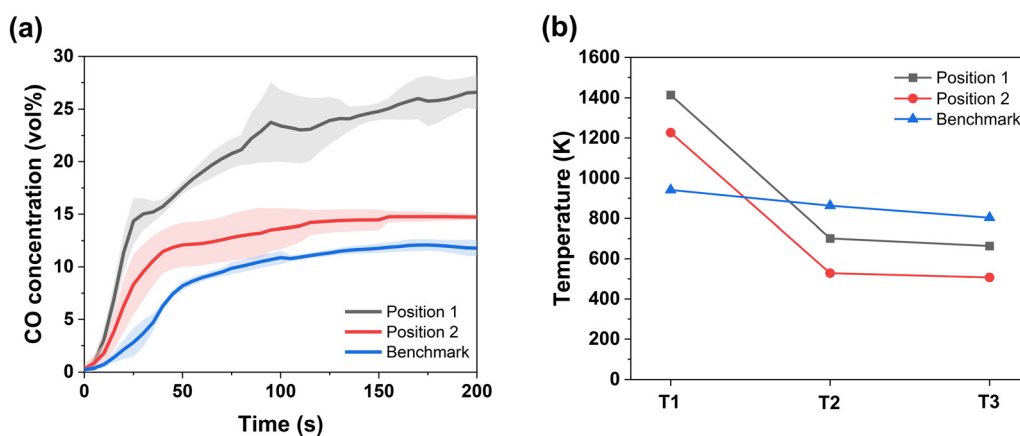 (a)
CO concentration (vol%)
30
25
20
15
10
5
0
0 50 100 150 200
Time (s)
Position 1
Position 2
Benchmark
(b)
Temperature (K)
1600
1400
1200
1000
800
600
400
200
0
T1 T2 T3
Position 1
Position 2
Benchmark